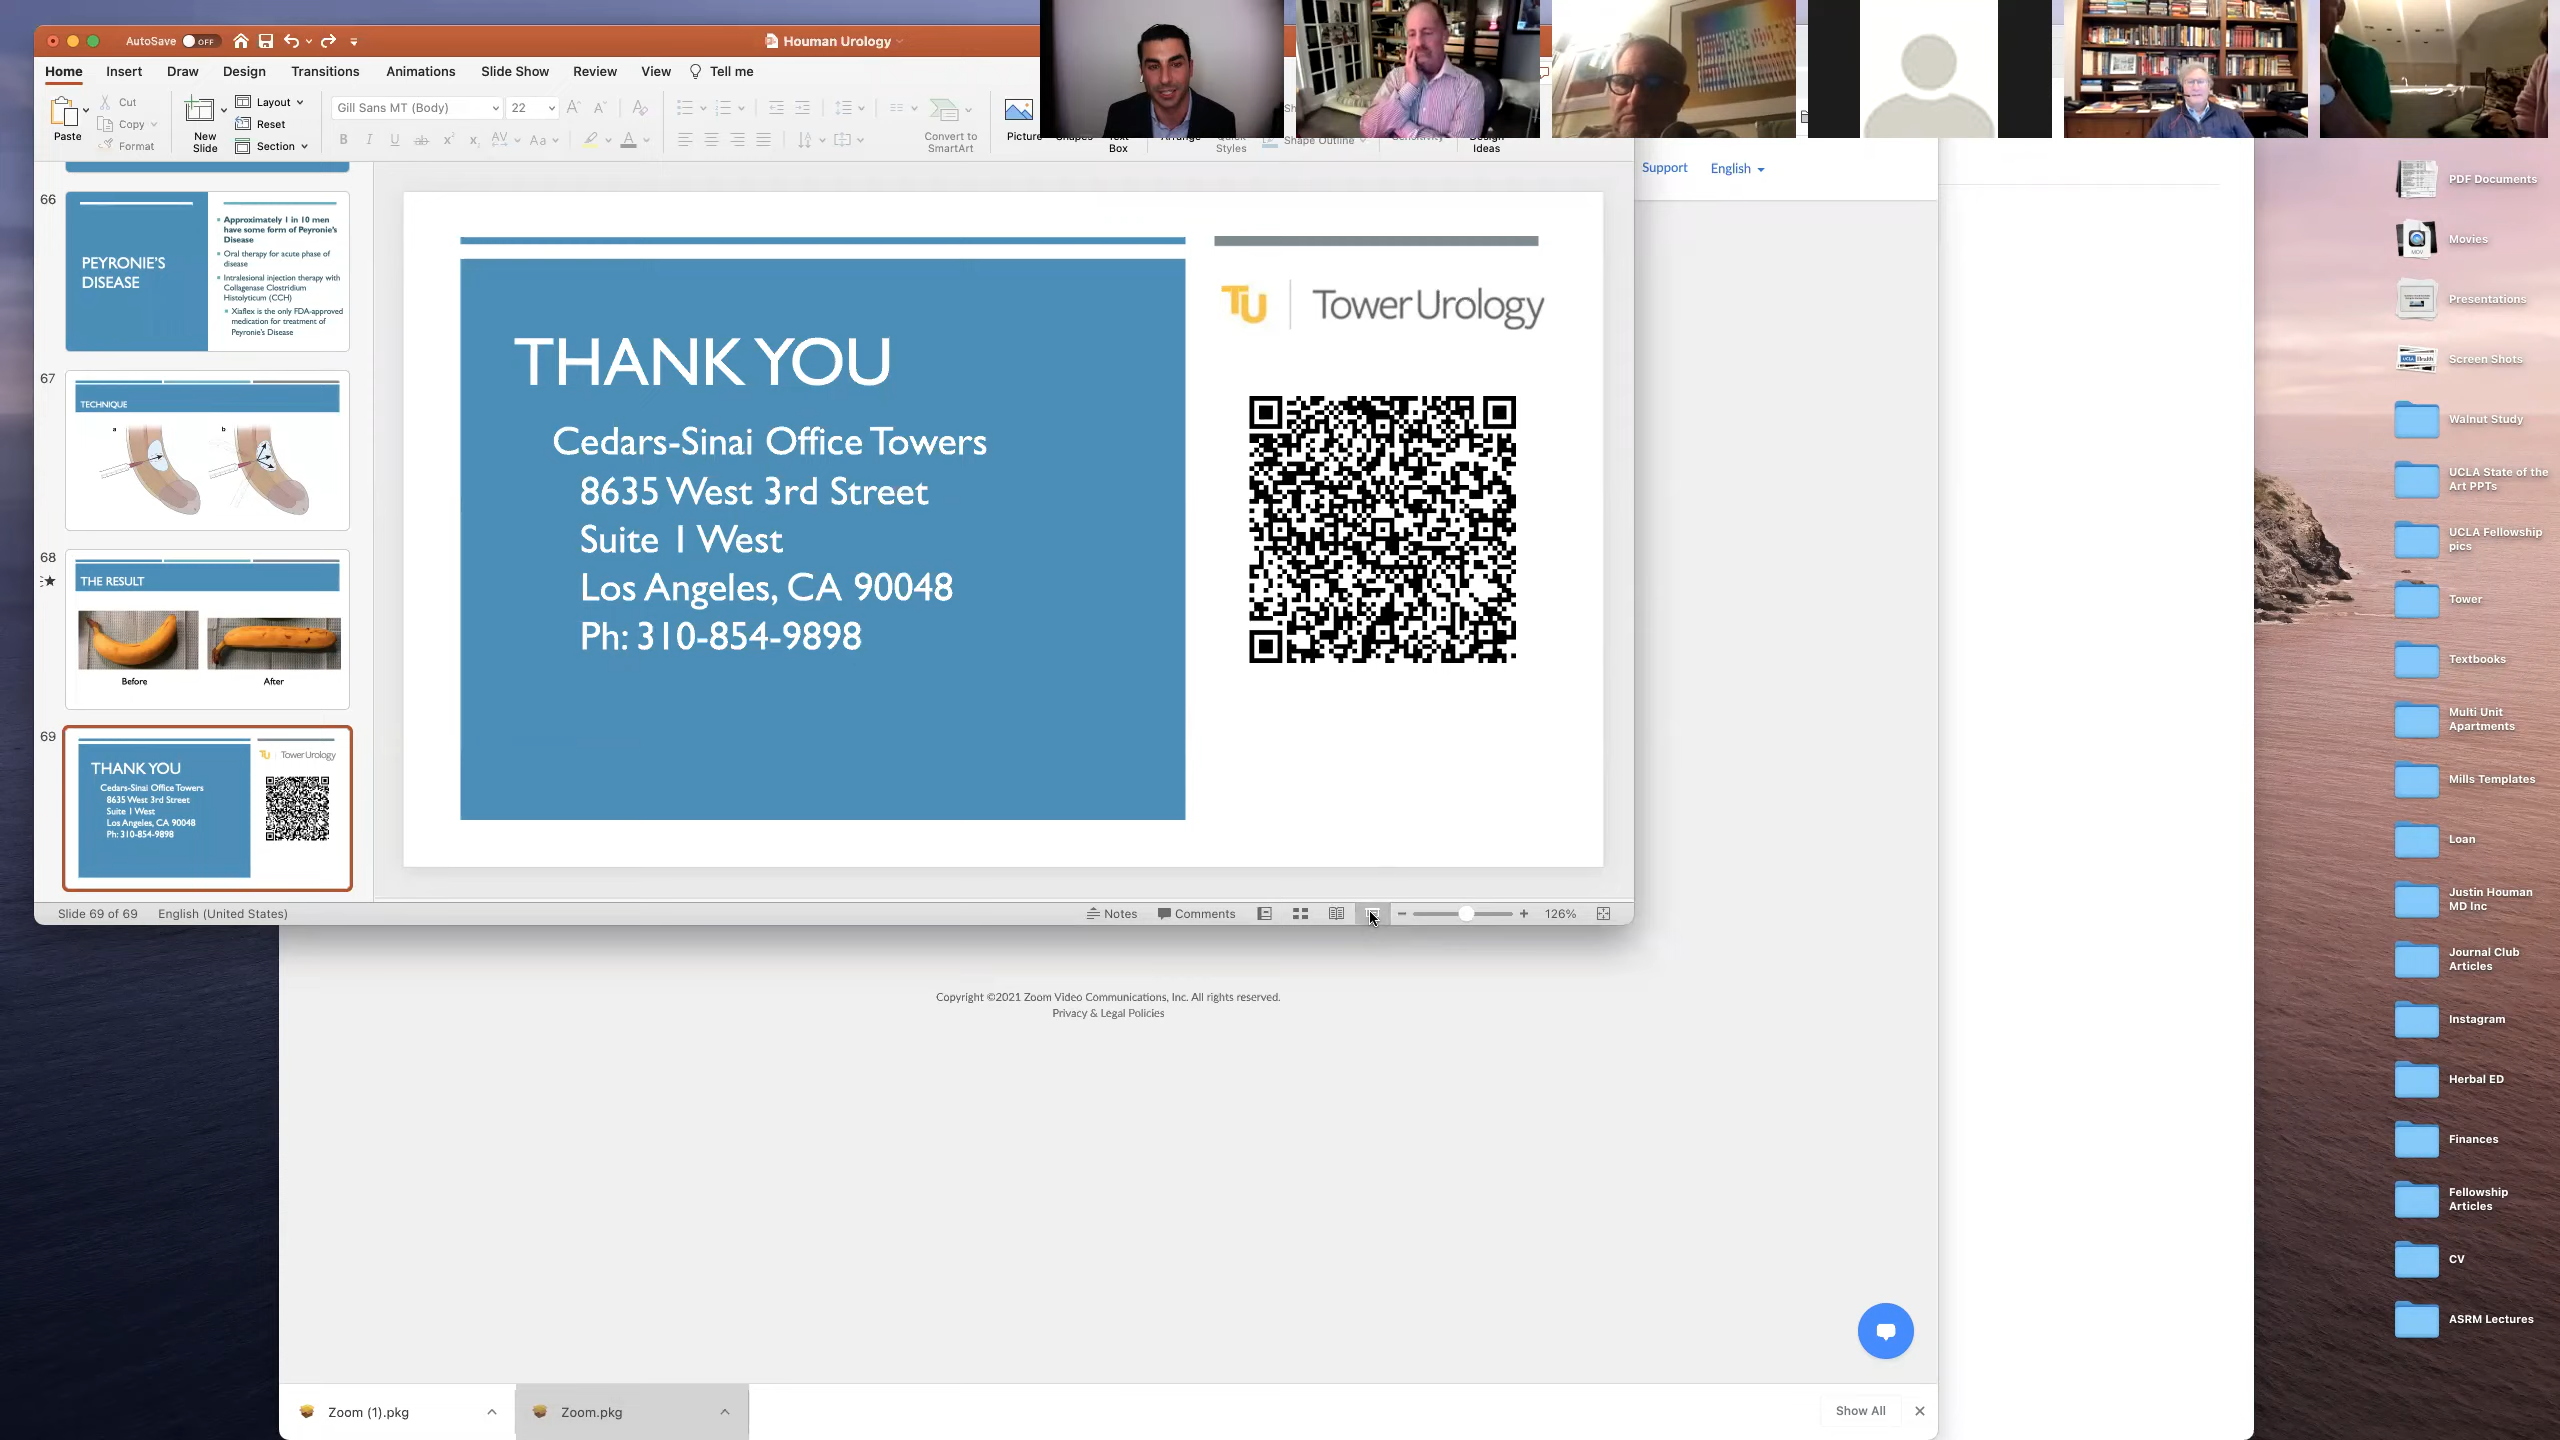 AutoSave
OFF
Houman Urology
Home
Insert
Draw
Design
Transitions
Animations
Slide Show
Review
View
Tell me
Paste
Cut
Copy
Format
New
Slide
Layout
Reset
Section
Gill Sans MT (Body)
22
Convert to
SmartArt
Picture
Shapes
Text
Box
Arrange
Quick
Styles
Shape Outline
Sensitivity
Design
Ideas
Support
English
66
PEYRONIE'S
DISEASE
Approximately 1 in 10 men
have some form of Peyronie's
Disease
Oral therapy for acute phase of
disease
Intralesional injection therapy with
Collagenase Clostridium
Histolyticum (CCH)
Xiaflex is the only FDA-approved
medication for treatment of
Peyronie's Disease
67
TECHNIQUE
a
b
68
THE RESULT
Before
After
69
THANK YOU
Cedars-Sinai Office Towers
8635 West 3rd Street
Suite 1 West
Los Angeles, CA 90048
Ph: 310-854-9898
TU TowerUrology
THANK YOU
Cedars-Sinai Office Towers
8635 West 3rd Street
Suite 1 West
Los Angeles, CA 90048
Ph: 310-854-9898
TU TowerUrology
Slide 69 of 69
English (United States)
Notes
Comments
126%
Copyright ©2021 Zoom Video Communications, Inc. All rights reserved.
Privacy & Legal Policies
Zoom (1).pkg
Zoom.pkg
Show All
PDF Documents
Movies
Presentations
Screen Shots
Walnut Study
UCLA State of the
Art PPTs
UCLA Fellowship
pics
Tower
Textbooks
Multi Unit
Apartments
Mills Templates
Loan
Justin Houman
MD Inc
Journal Club
Articles
Instagram
Herbal ED
Finances
Fellowship
Articles
CV
ASRM Lectures